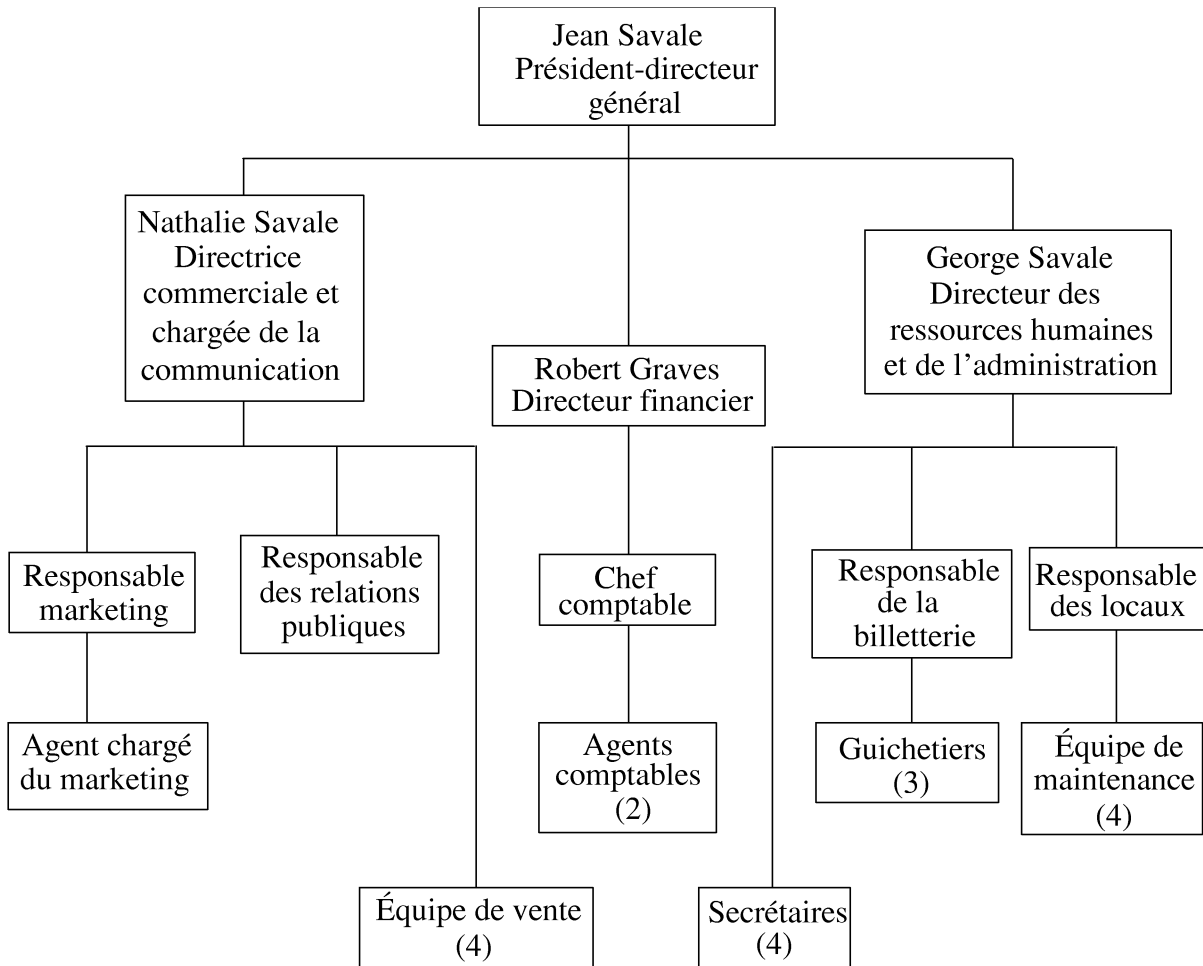 Jean Savale
Président-directeur
général
Nathalie Savale
Directrice
commerciale et
chargée de la
communication
George Savale
Directeur des
ressources humaines
et de l'administration
Robert Graves
Directeur financier
Responsable
marketing
Responsable
des relations
publiques
Chef
comptable
Responsable
de la
billetterie
Responsable
des locaux
Agent chargé
du marketing
Agents
comptables
(2)
Guichetiers
(3)
Équipe de
maintenance
(4)
Équipe de vente
(4)
Secrétaires
(4)